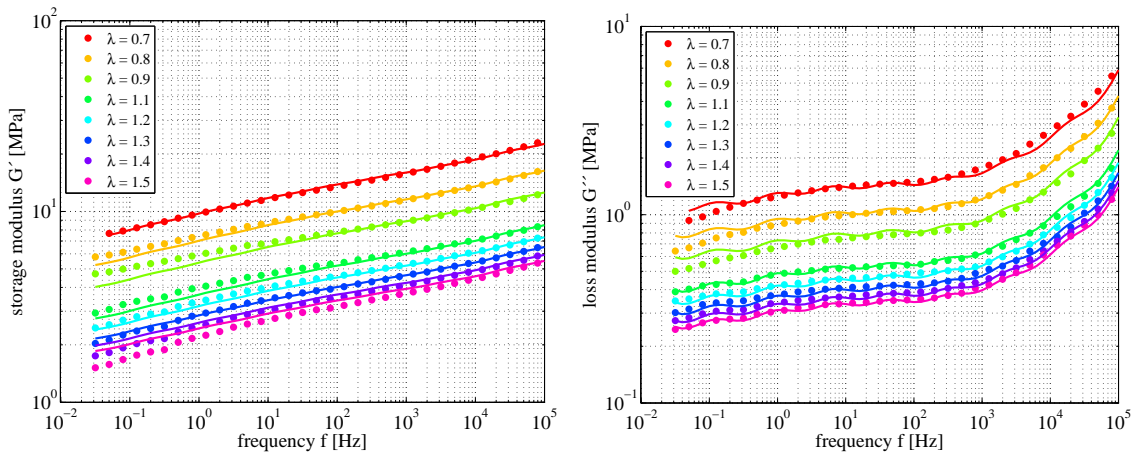 10²
λ = 0.7
λ = 0.8
λ = 0.9
λ = 1.1
λ = 1.2
λ = 1.3
λ = 1.4
λ = 1.5
10¹
10⁰
storage modulus G´ [MPa]
10⁻² 10⁻¹ 10⁰ 10¹ 10² 10³ 10⁴ 10⁵
frequency f [Hz]
10¹
λ = 0.7
λ = 0.8
λ = 0.9
λ = 1.1
λ = 1.2
λ = 1.3
λ = 1.4
λ = 1.5
10⁰
10⁻¹
loss modulus G´´ [MPa]
10⁻² 10⁻¹ 10⁰ 10¹ 10² 10³ 10⁴ 10⁵
frequency f [Hz]